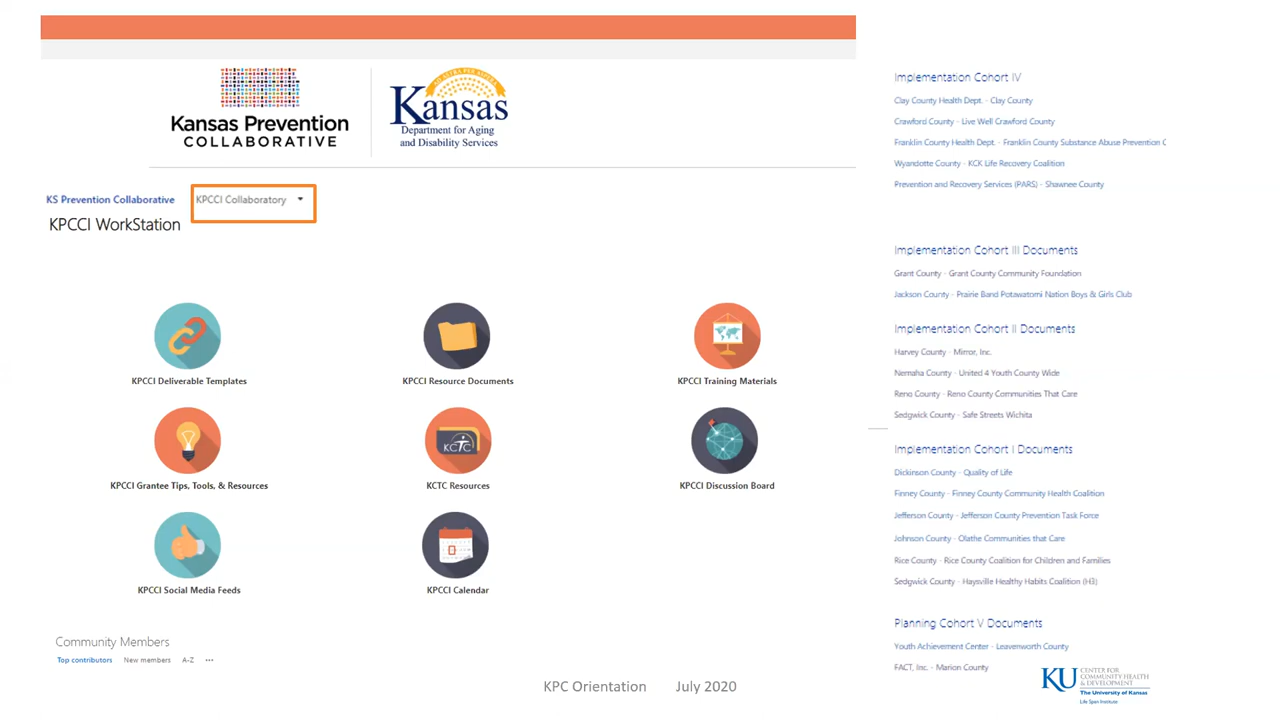 Kansas Prevention
COLLABORATIVE
AD ASTRA PER ASPERA
Kansas
Department for Aging
and Disability Services
KS Prevention Collaborative
KPCCI Collaboratory
KPCCI WorkStation
KPCCI Deliverable Templates
KPCCI Resource Documents
KPCCI Training Materials
KCTC
KPCCI Grantee Tips, Tools, & Resources
KCTC Resources
KPCCI Discussion Board
KPCCI Social Media Feeds
KPCCI Calendar
Community Members
Top contributors New members A-Z ...
Implementation Cohort IV
Clay County Health Dept. - Clay County
Crawford County - Live Well Crawford County
Franklin County Health Dept. - Franklin County Substance Abuse Prevention C
Wyandotte County - KCK Life Recovery Coalition
Prevention and Recovery Services (PARS) - Shawnee County
Implementation Cohort III Documents
Grant County - Grant County Community Foundation
Jackson County - Prairie Band Potawatomi Nation Boys & Girls Club
Implementation Cohort II Documents
Harvey County - Mirror, Inc.
Nemaha County - United 4 Youth County Wide
Reno County - Reno County Communities That Care
Sedgwick County - Safe Streets Wichita
Implementation Cohort I Documents
Dickinson County - Quality of Life
Finney County - Finney County Community Health Coalition
Jefferson County - Jefferson County Prevention Task Force
Johnson County - Olathe Communities that Care
Rice County - Rice County Coalition for Children and Families
Sedgwick County - Haysville Healthy Habits Coalition (H3)
Planning Cohort V Documents
Youth Achievement Center - Leavenworth County
FACT, Inc. - Marion County
KU CENTER FOR
COMMUNITY HEALTH
& DEVELOPMENT
The University of Kansas
Life Span Institute
KPC Orientation July 2020